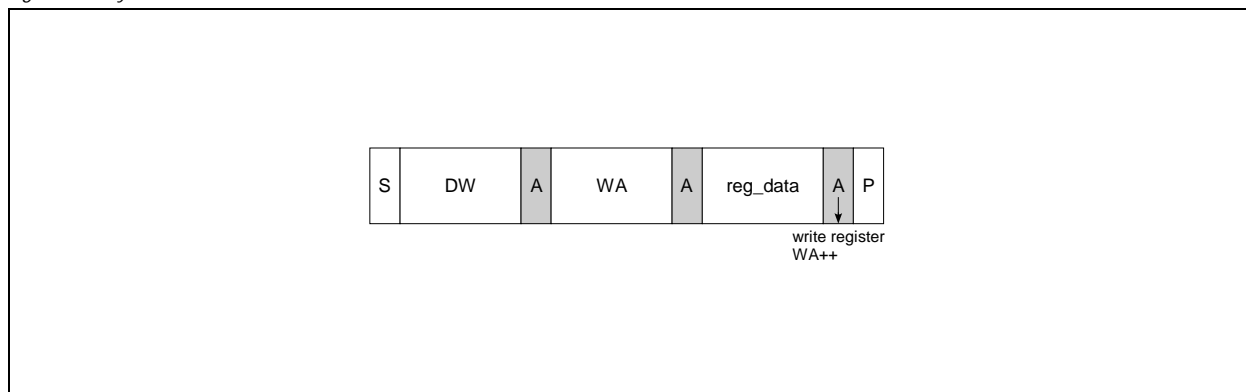 S DW A WA A reg_data A P
write register
WA++